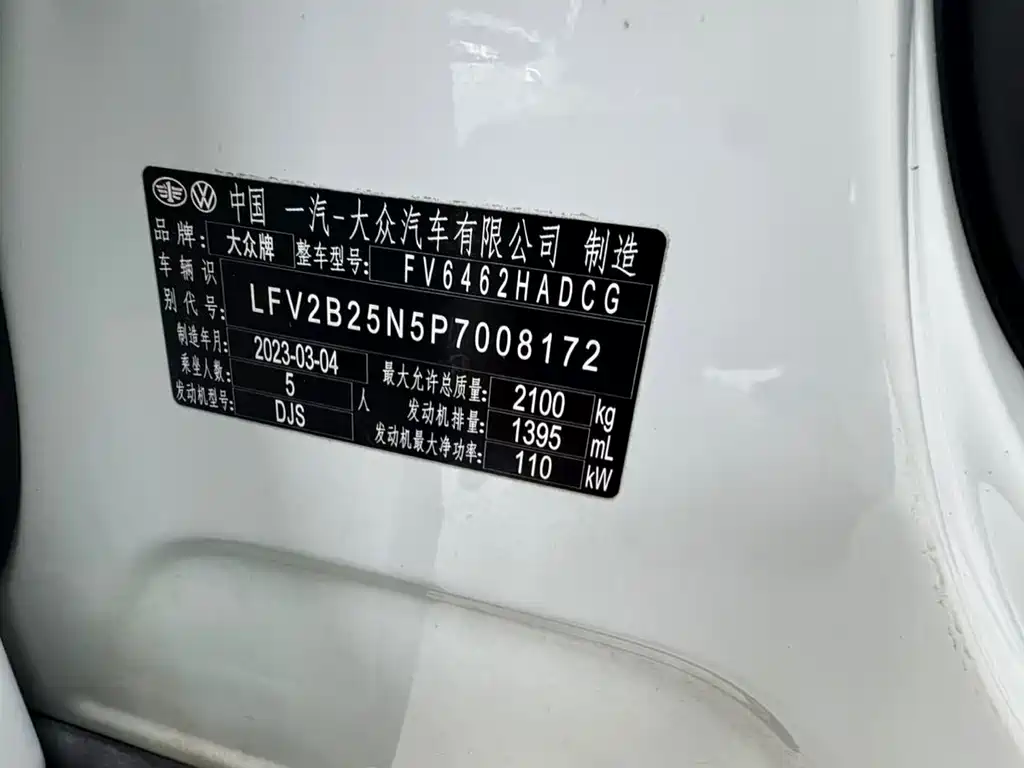 中国 一汽-大众汽车有限公司 制造
品牌: 大众牌 整车型号: FV6462HADCG
车辆识别代号: LFV2B25N5P7008172
制造年月: 2023-03-04 最大允许总质量: 2100 kg
乘坐人数: 5 人 发动机排量: 1395 mL
发动机型号: DJS 发动机最大净功率: 110 kW